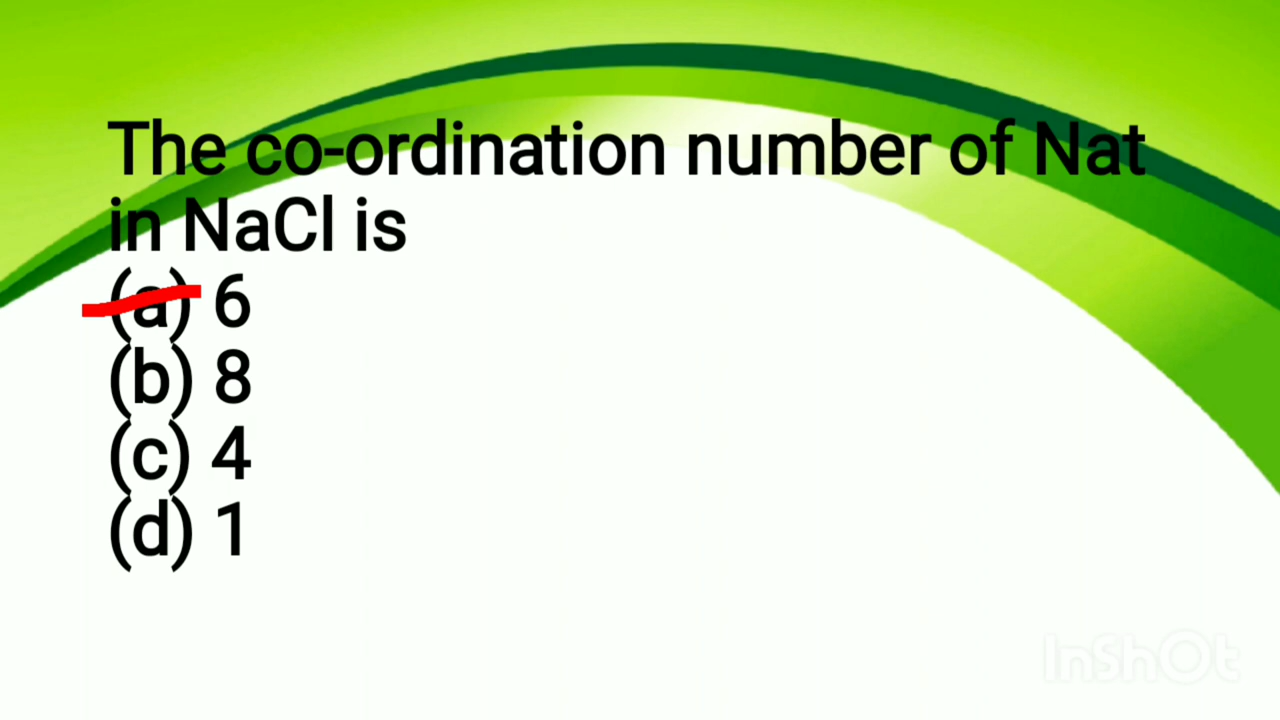 The co-ordination number of Nat
in NaCl is
(a) 6
(b) 8
(c) 4
(d) 1
InShOt